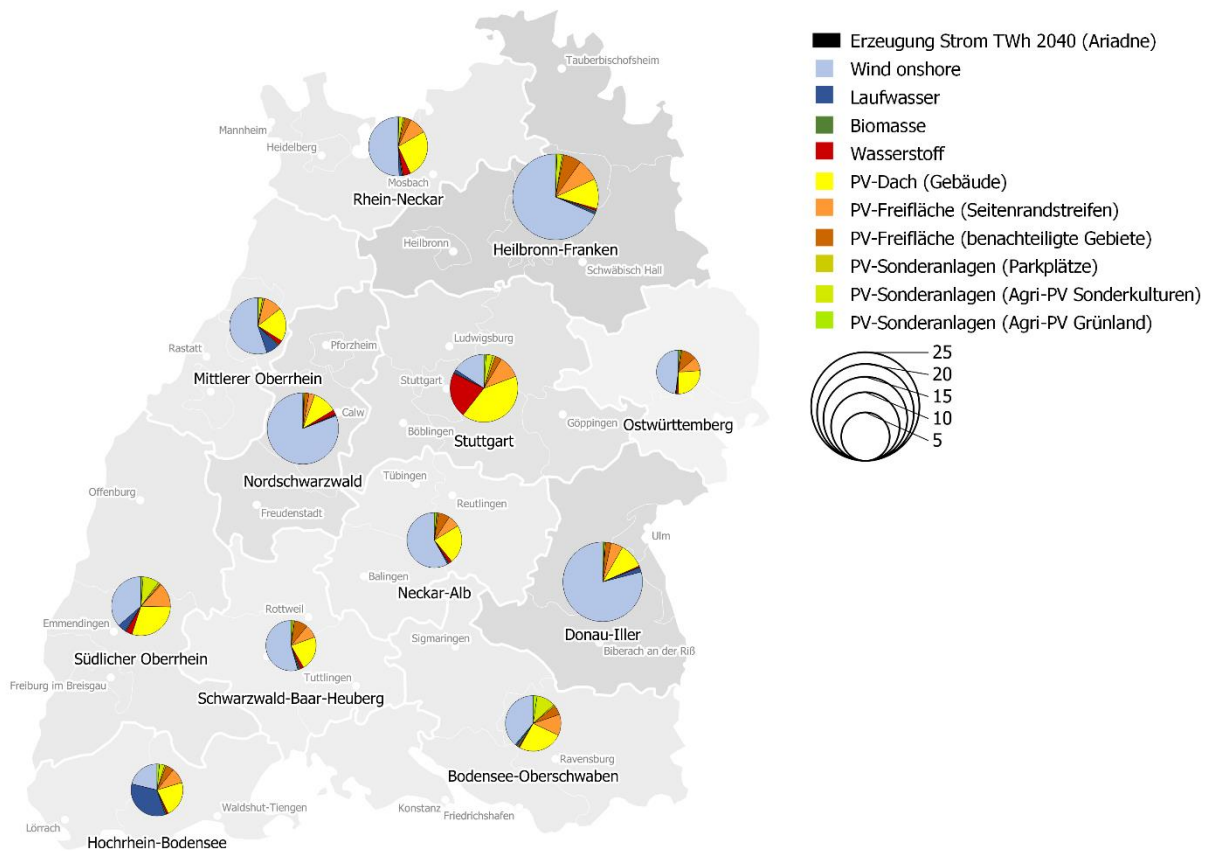 Erzeugung Strom TWh 2040 (Ariadne)
Wind onshore
Laufwasser
Biomasse
Wasserstoff
PV-Dach (Gebäude)
PV-Freifläche (Seitenrandstreifen)
PV-Freifläche (benachteiligte Gebiete)
PV-Sonderanlagen (Parkplätze)
PV-Sonderanlagen (Agri-PV Sonderkulturen)
PV-Sonderanlagen (Agri-PV Grünland)
25
20
15
10
5
Tauberbischofsheim
Mannheim
Heidelberg
Mosbach
Rhein-Neckar
Heilbronn
Heilbronn-Franken
Schwäbisch Hall
Rastatt
Mittlerer Oberrhein
Pforzheim
Ludwigsburg
Stuttgart
Calw
Böblingen
Stuttgart
Göppingen
Ostwürttemberg
Nordschwarzwald
Offenburg
Freudenstadt
Tübingen
Reutlingen
Ulm
Balingen
Neckar-Alb
Donau-Iller
Biberach an der Riß
Emmendingen
Südlicher Oberrhein
Freiburg im Breisgau
Rottweil
Tuttlingen
Schwarzwald-Baar-Heuberg
Sigmaringen
Ravensburg
Bodensee-Oberschwaben
Konstanz
Friedrichshafen
Waldshut-Tiengen
Lörrach
Hochrhein-Bodensee